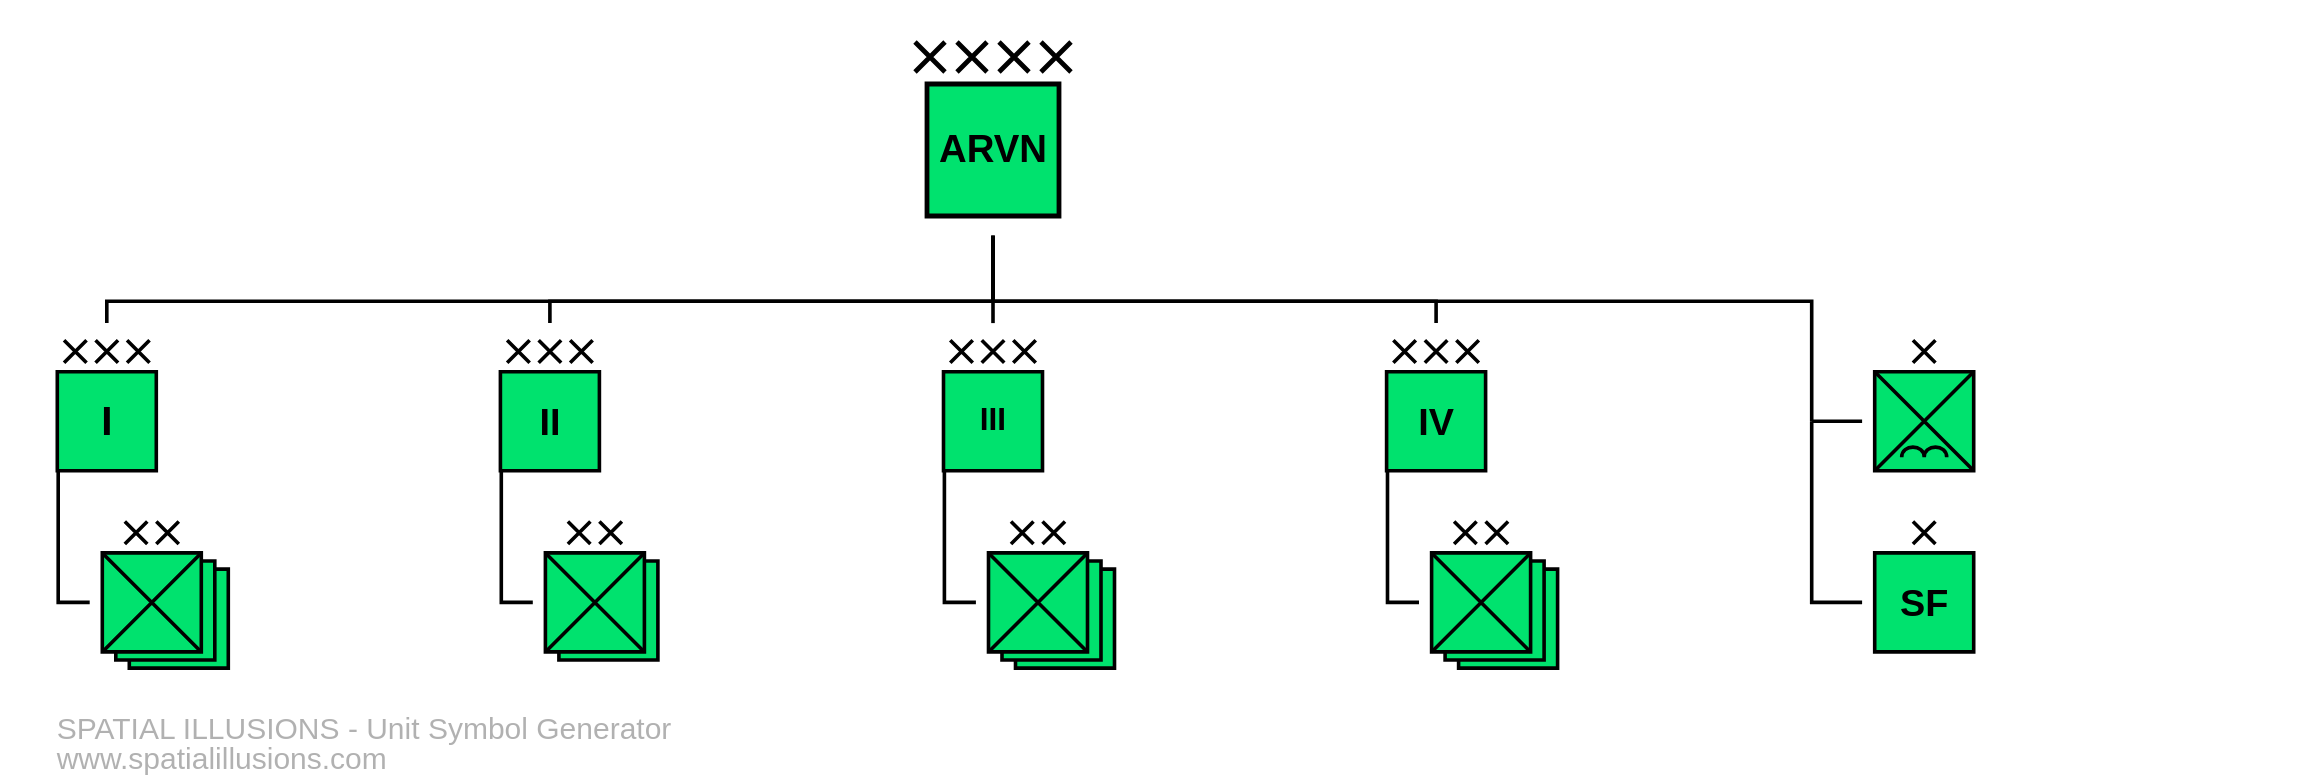 ARVN
I
II
III
IV
SF
SPATIAL ILLUSIONS - Unit Symbol Generator
www.spatialillusions.com